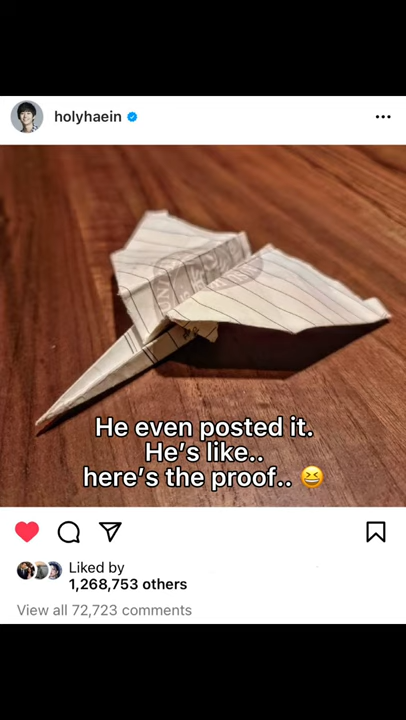 holyhaein
He even posted it.
He's like..
here's the proof.. 😆
Liked by
1,268,753 others
View all 72,723 comments